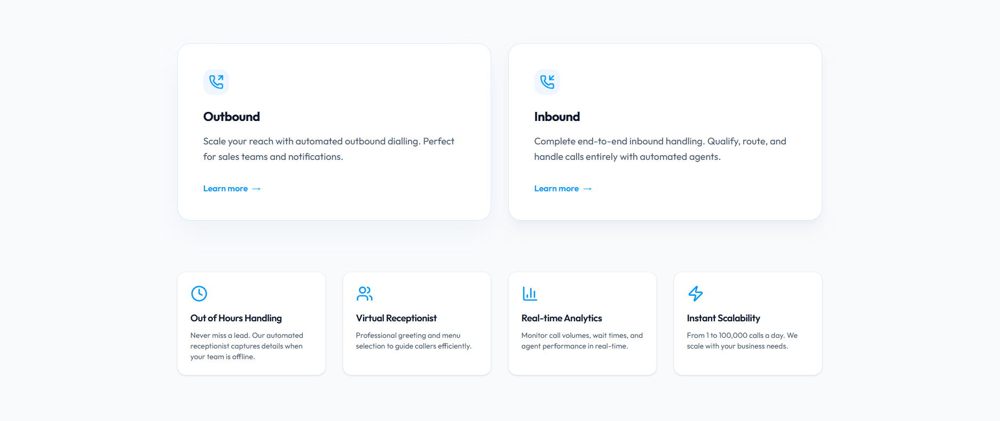 Outbound
Scale your reach with automated outbound dialling. Perfect
for sales teams and notifications.
Learn more →
Inbound
Complete end-to-end inbound handling. Qualify, route, and
handle calls entirely with automated agents.
Learn more →
Out of Hours Handling
Never miss a lead. Our automated
receptionist captures details when
your team is offline.
Virtual Receptionist
Professional greeting and menu
selection to guide callers efficiently.
Real-time Analytics
Monitor call volumes, wait times, and
agent performance in real-time.
Instant Scalability
From 1 to 100,000 calls a day. We
scale with your business needs.